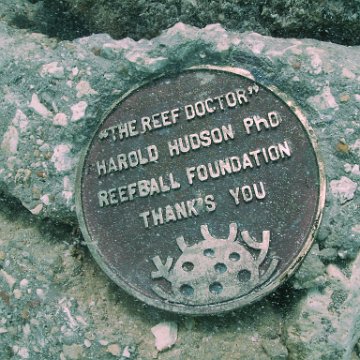 "THE REEF DOCTOR"
HAROLD HUDSON PhD
REEFBALL FOUNDATION
THANK'S YOU